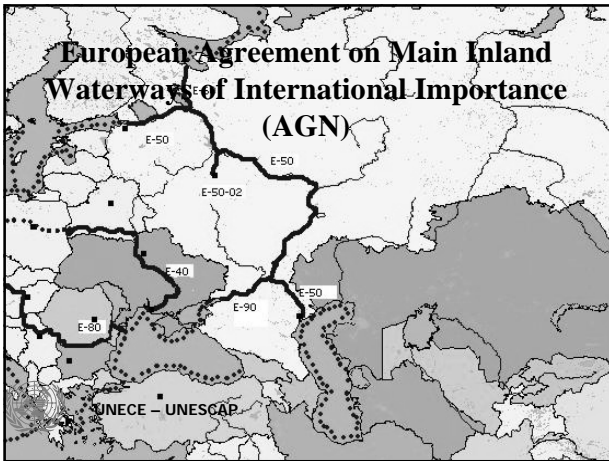 European Agreement on Main Inland
Waterways of International Importance
(AGN)
E-50
E-50
E-50-02
E-40
E-50
E-90
E-80
UNECE – UNESCAP